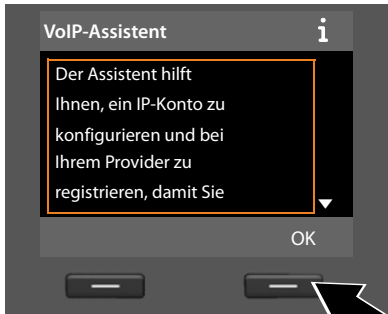 VoIP-Assistent i
Der Assistent hilft
Ihnen, ein IP-Konto zu
konfigurieren und bei
Ihrem Provider zu
registrieren, damit Sie
OK